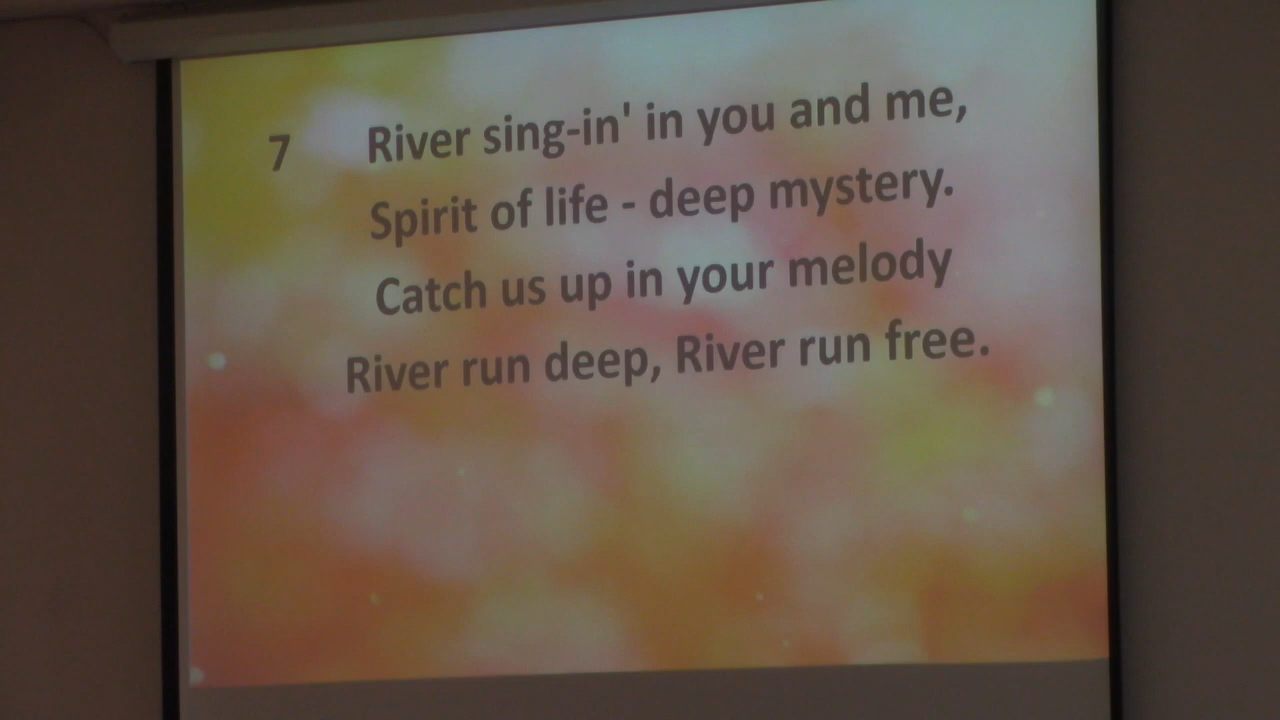 7 River sing-in' in you and me,
Spirit of life - deep mystery.
Catch us up in your melody
River run deep, River run free.